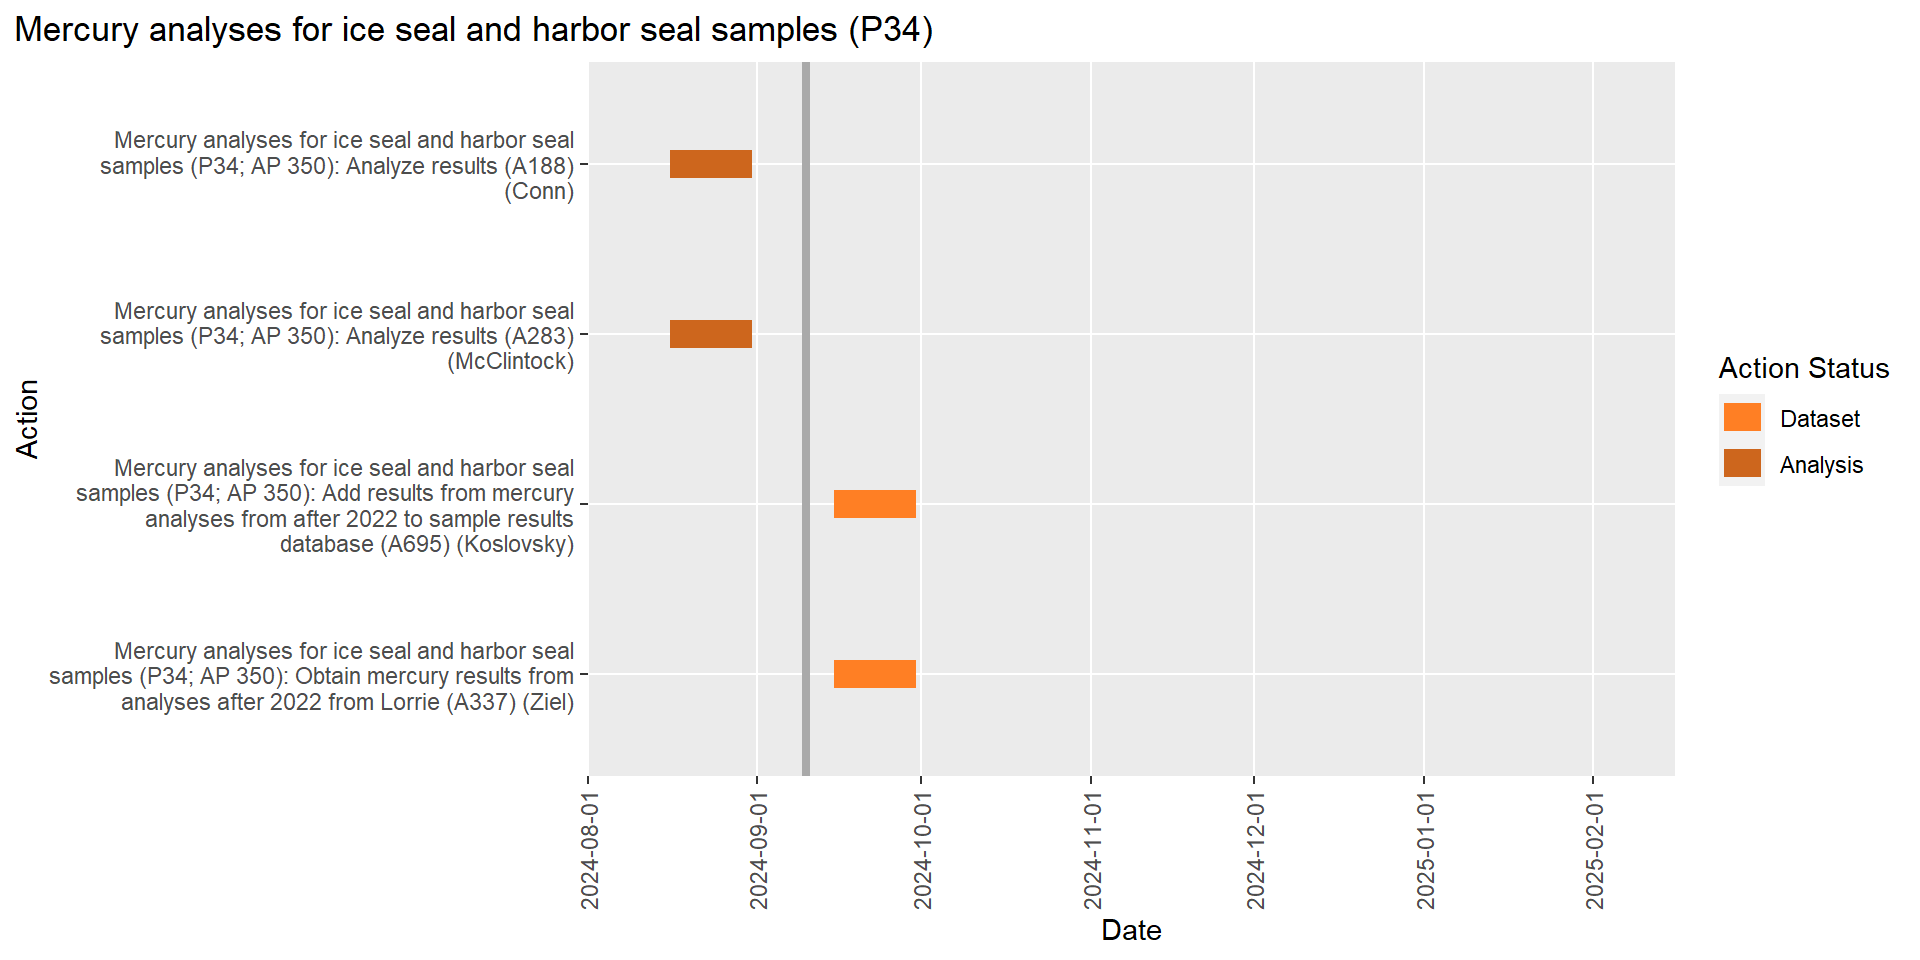 Mercury analyses for ice seal and harbor seal samples (P34)
Mercury analyses for ice seal and harbor seal
samples (P34; AP 350): Analyze results (A188)
(Conn)
Mercury analyses for ice seal and harbor seal
samples (P34; AP 350): Analyze results (A283)
(McClintock)
Mercury analyses for ice seal and harbor seal
samples (P34; AP 350): Add results from mercury
analyses from after 2022 to sample results
database (A695) (Koslovsky)
Mercury analyses for ice seal and harbor seal
samples (P34; AP 350): Obtain mercury results from
analyses after 2022 from Lorrie (A337) (Ziel)
Action
2024-08-01
2024-09-01
2024-10-01
2024-11-01
2024-12-01
2025-01-01
2025-02-01
Date
Action Status
Dataset
Analysis